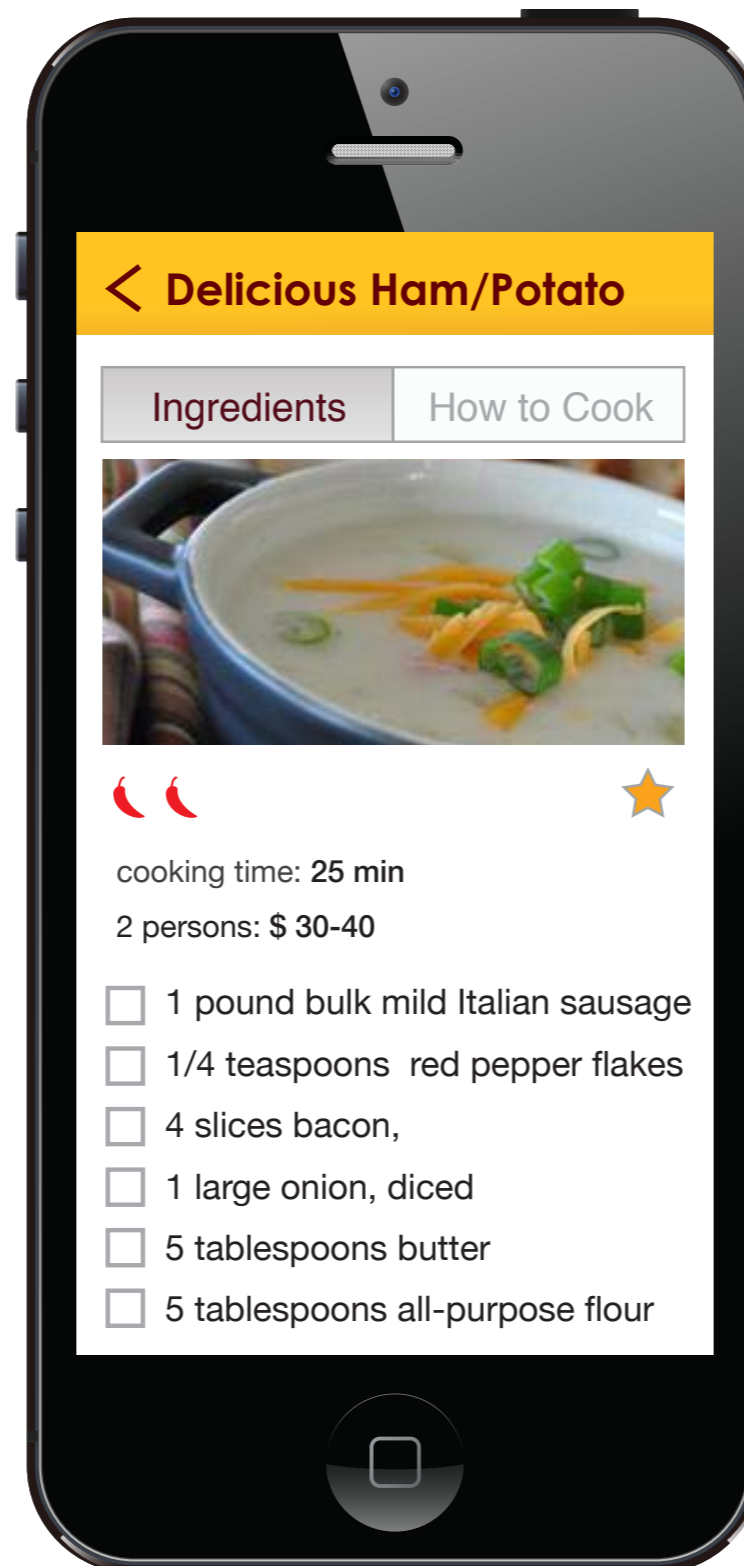 Delicious Ham/Potato
Ingredients
How to Cook
cooking time: 25 min
2 persons: $ 30-40
1 pound bulk mild Italian sausage
1/4 teaspoons  red pepper flakes
4 slices bacon,
1 large onion, diced
5 tablespoons butter
5 tablespoons all-purpose flour